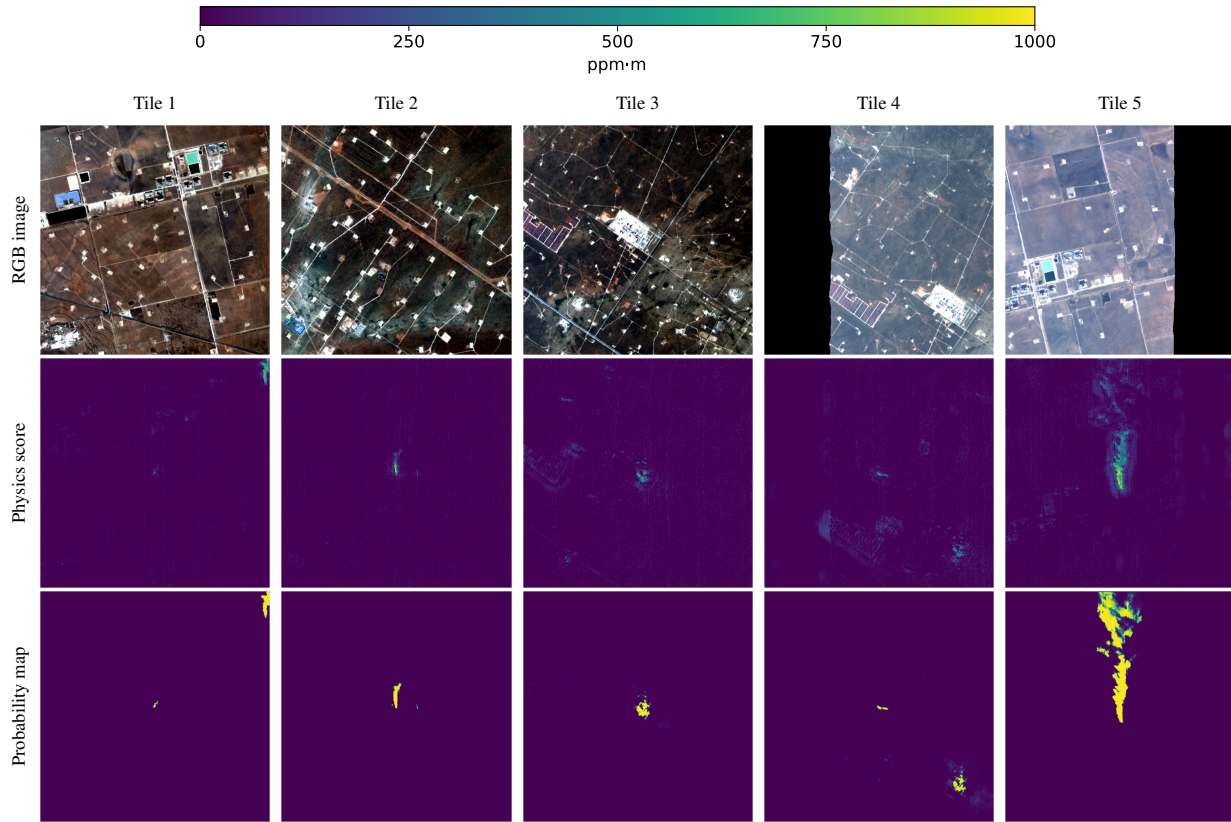 0 250 500 750 1000
ppm·m
Tile 1 Tile 2 Tile 3 Tile 4 Tile 5
RGB image
Physics score
Probability map